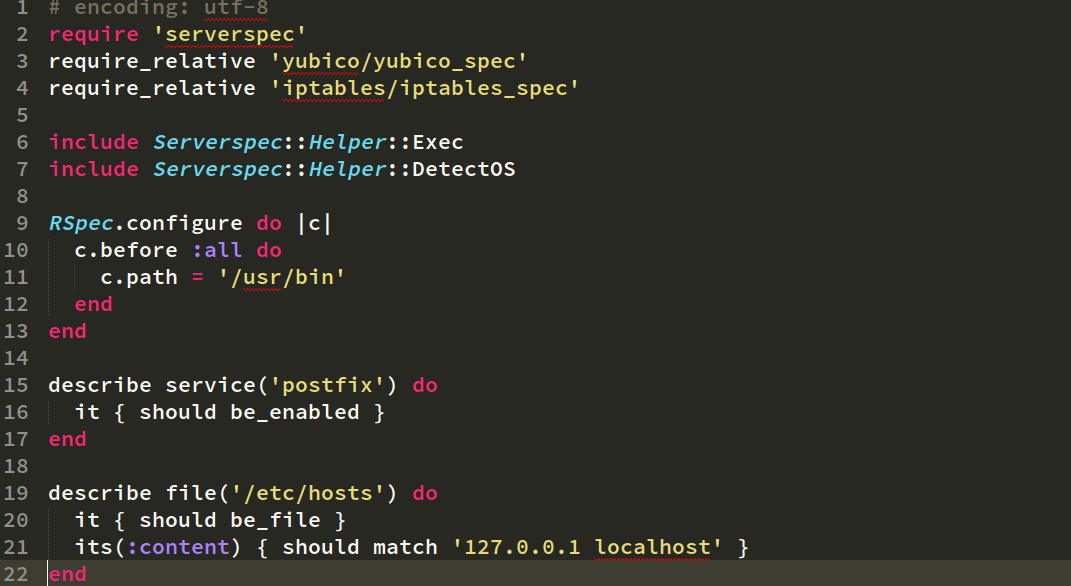 1 # encoding: utf-8
2 require 'serverspec'
3 require_relative 'yubico/yubico_spec'
4 require_relative 'iptables/iptables_spec'
5
6 include Serverspec::Helper::Exec
7 include Serverspec::Helper::DetectOS
8
9 RSpec.configure do |c|
10   c.before :all do
11     c.path = '/usr/bin'
12   end
13 end
14
15 describe service('postfix') do
16   it { should be_enabled }
17 end
18
19 describe file('/etc/hosts') do
20   it { should be_file }
21   its(:content) { should match '127.0.0.1 localhost' }
22 end